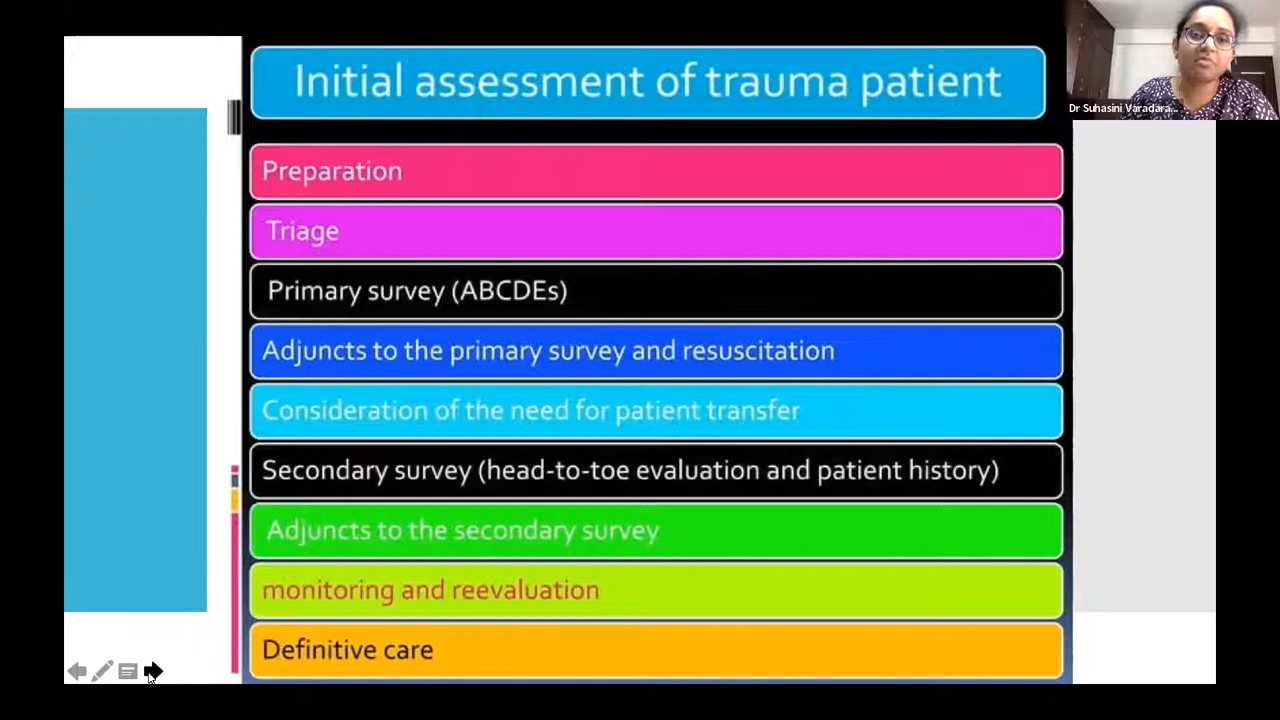 Initial assessment of trauma patient
Dr Suhasini Varadara...
Preparation
Triage
Primary survey (ABCDEs)
Adjuncts to the primary survey and resuscitation
Consideration of the need for patient transfer
Secondary survey (head-to-toe evaluation and patient history)
Adjuncts to the secondary survey
monitoring and reevaluation
Definitive care